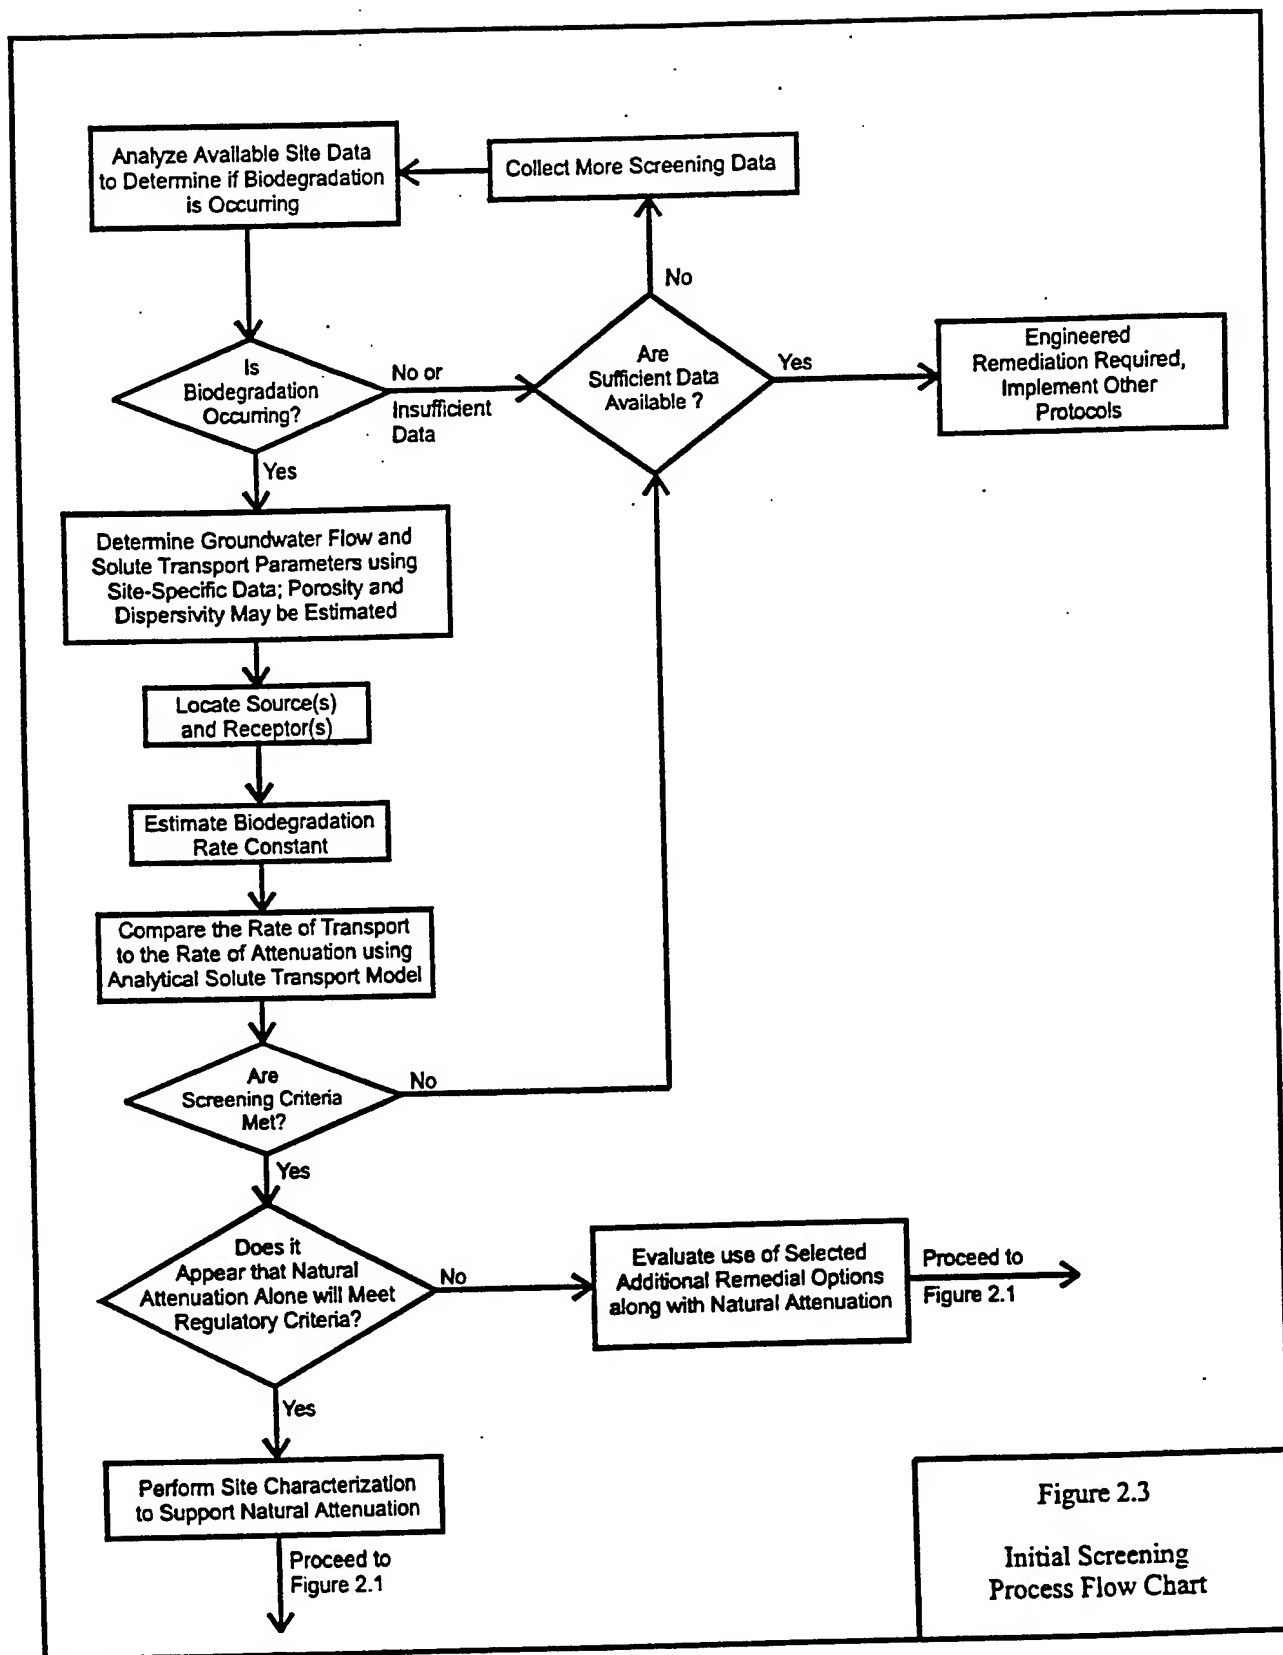 Analyze Available Site Data
to Determine if Biodegradation
is Occurring
Collect More Screening Data
No
Is
Biodegradation
Occurring?
No or
Insufficient
Data
Are
Sufficient Data
Available ?
Yes
Engineered
Remediation Required,
Implement Other
Protocols
Yes
Determine Groundwater Flow and
Solute Transport Parameters using
Site-Specific Data; Porosity and
Dispersivity May be Estimated
Locate Source(s)
and Receptor(s)
Estimate Biodegradation
Rate Constant
Compare the Rate of Transport
to the Rate of Attenuation using
Analytical Solute Transport Model
Are
Screening Criteria
Met?
No
Yes
Does it
Appear that Natural
Attenuation Alone will Meet
Regulatory Criteria?
No
Evaluate use of Selected
Additional Remedial Options
along with Natural Attenuation
Proceed to
Figure 2.1
Yes
Perform Site Characterization
to Support Natural Attenuation
Proceed to
Figure 2.1
Figure 2.3
Initial Screening
Process Flow Chart